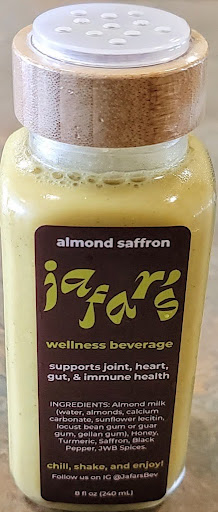 almond saffron
jafar's
wellness beverage
supports joint, heart,
gut, & immune health
INGREDIENTS: Almond milk
(water, almonds, calcium
carbonate, sunflower lecitin,
locust bean gum or guar
gum, gellan gum), Honey,
Turmeric, Saffron, Black
Pepper, JWB Spices.
chill, shake, and enjoy!
Follow us on IG @JafarsBev
8 fl oz (240 mL)